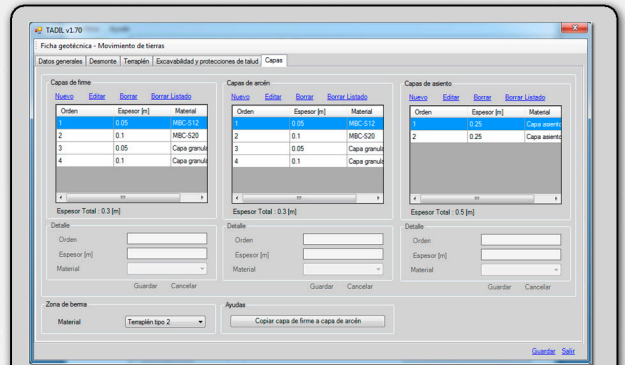 TADIL v1.70
Ayuda
Ficha geotécnica - Movimiento de tierras
Datos generales Desmonte Terraplén Excavabilidad y protecciones de talud Capas
Capas de firme
Nuevo Editar Borrar Borrar Listado
Orden Espesor [m] Material
1 0.05 MBC-S12
2 0.1 MBC-S20
3 0.05 Capa granula
4 0.1 Capa granula
Espesor Total : 0.3 [m]
Detalle
Orden
Espesor [m]
Material
Guardar Cancelar
Capas de arcén
Nuevo Editar Borrar Borrar Listado
Orden Espesor [m] Material
1 0.05 MBC-S12
2 0.1 MBC-S20
3 0.05 Capa granula
4 0.1 Capa granula
Espesor Total : 0.3 [m]
Detalle
Orden
Espesor [m]
Material
Guardar Cancelar
Capas de asiento
Nuevo Editar Borrar Borrar Listado
Orden Espesor [m] Material
1 0.25 Capa asiento
2 0.25 Capa asiento
Espesor Total : 0.5 [m]
Detalle
Orden
Espesor [m]
Material
Guardar Cancelar
Zona de berma
Material Terraplén tipo 2
Ayudas
Copiar capa de firme a capa de arcén
Guardar Salir